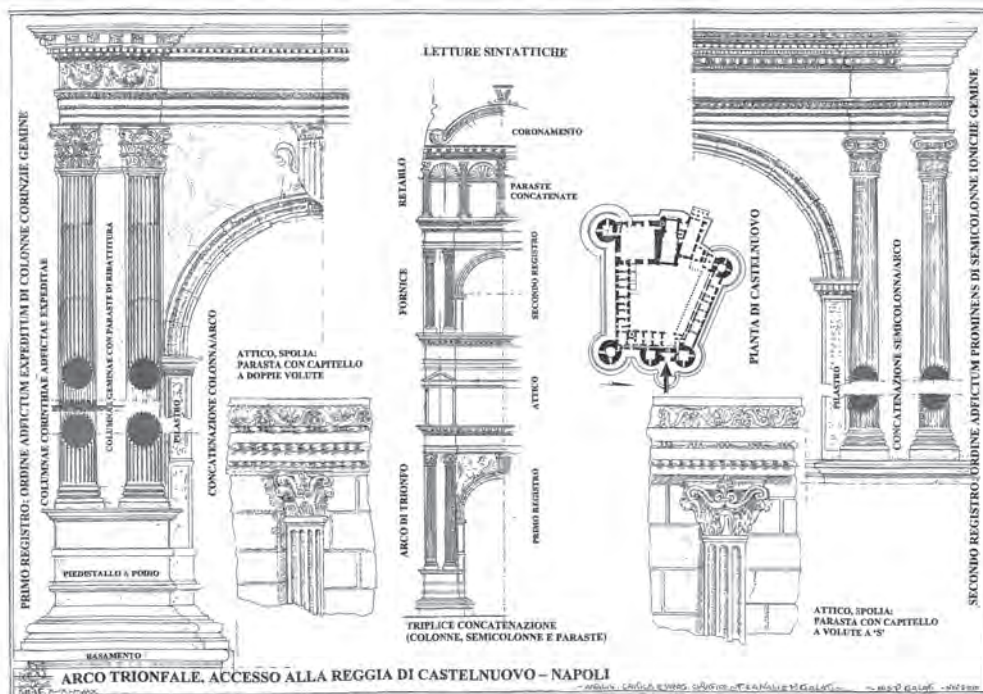 PRIMO REGISTRO: ORDINE ADFICTUM EXPEDITUM DI COLONNE CORINZIE GEMINE
COLUMNAE CORINTHIAE ADFICTAE EXPEDITAE
COLUMNAE GEMINAE CON PARASTE DI RIBATTITURA
PILASTRO
CONCATENAZIONE COLONNA/ARCO
PIEDISTALLO A PODIO
BASAMENTO
ATTICO, SPOLIA:
PARASTA CON CAPITELLO
A DOPPIE VOLUTE
LETTURE SINTATTICHE
CORONAMENTO
RETABLO
PARASTE
CONCATENATE
FORNICE
SECONDO REGISTRO
ATTICO
ARCO DI TRIONFO
PRIMO REGISTRO
TRIPLICE CONCATENAZIONE
(COLONNE, SEMICOLONNE E PARASTE)
PIANTA DI CASTELNUOVO
PILASTRO
CONCATENAZIONE SEMICOLONNA/ARCO
SECONDO REGISTRO: ORDINE ADFICTUM PROMINENS DI SEMICOLONNE IONICHE GEMINE
ATTICO, SPOLIA:
PARASTA CON CAPITELLO
A VOLUTE A 'S'
ARCO TRIONFALE, ACCESSO ALLA REGGIA DI CASTELNUOVO – NAPOLI